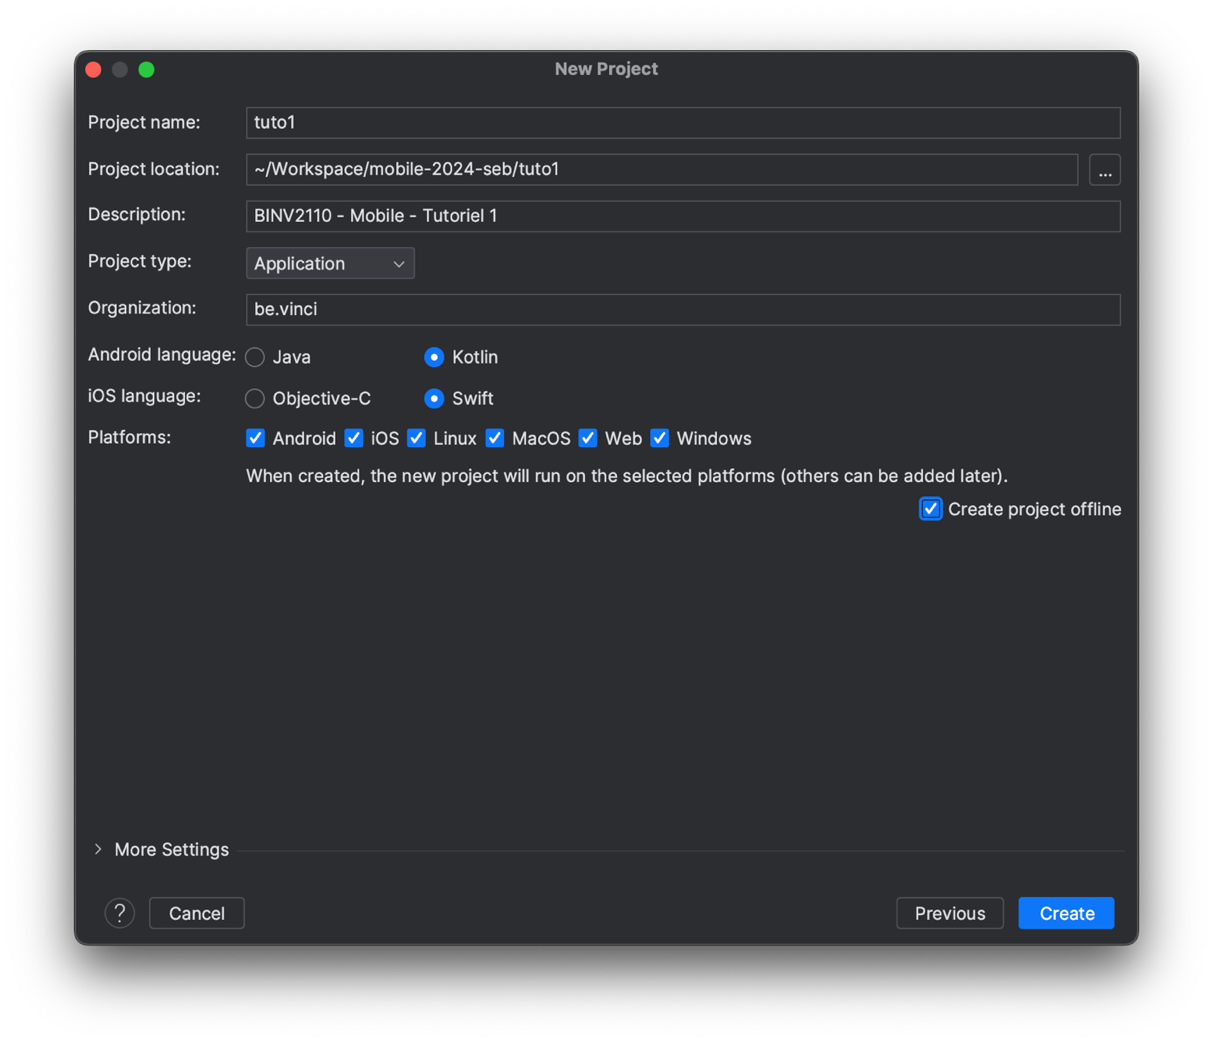 New Project
Project name: tuto1
Project location: ~/Workspace/mobile-2024-seb/tuto1 ...
Description: BINV2110 - Mobile - Tutoriel 1
Project type: Application
Organization: be.vinci
Android language: Java Kotlin
iOS language: Objective-C Swift
Platforms: Android iOS Linux MacOS Web Windows
When created, the new project will run on the selected platforms (others can be added later).
Create project offline
More Settings
? Cancel Previous Create